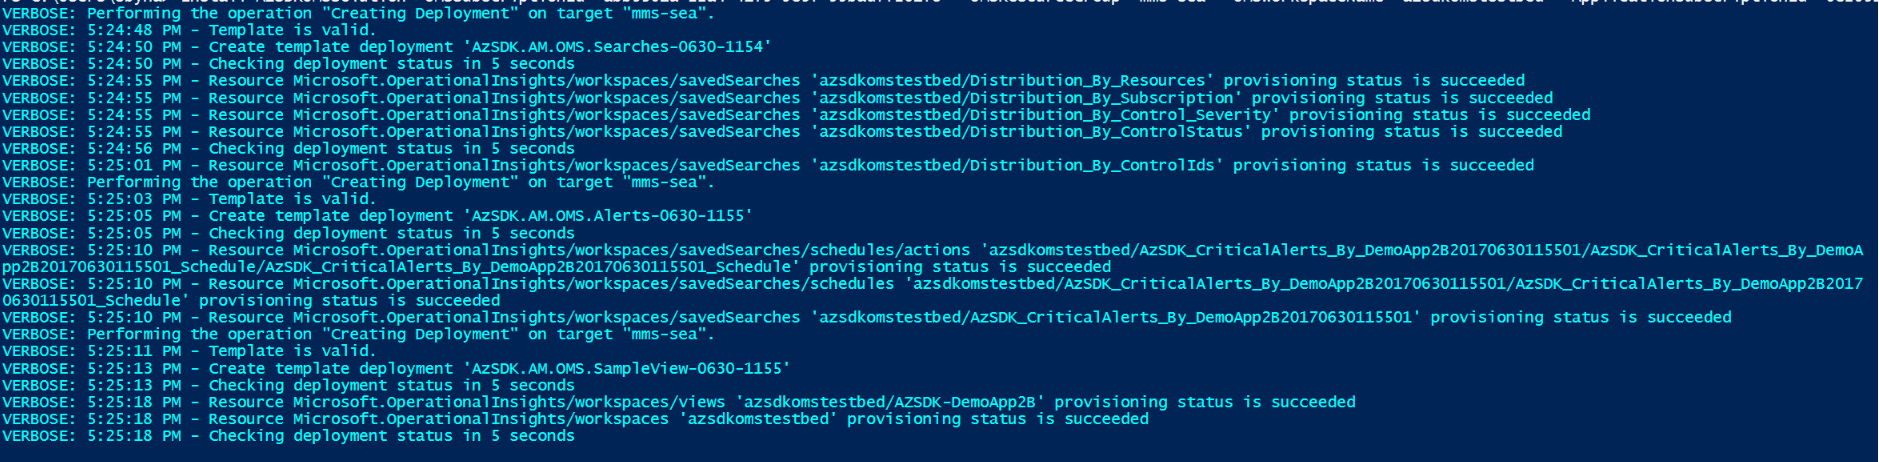 VERBOSE: Performing the operation "Creating Deployment" on target "mms-sea".
VERBOSE: 5:24:48 PM - Template is valid.
VERBOSE: 5:24:50 PM - Create template deployment 'AzSDK.AM.OMS.Searches-0630-1154'
VERBOSE: 5:24:50 PM - Checking deployment status in 5 seconds
VERBOSE: 5:24:55 PM - Resource Microsoft.OperationalInsights/workspaces/savedSearches 'azsdkomstestbed/Distribution_By_Resources' provisioning status is succeeded
VERBOSE: 5:24:55 PM - Resource Microsoft.OperationalInsights/workspaces/savedSearches 'azsdkomstestbed/Distribution_By_Subscription' provisioning status is succeeded
VERBOSE: 5:24:55 PM - Resource Microsoft.OperationalInsights/workspaces/savedSearches 'azsdkomstestbed/Distribution_By_Control_Severity' provisioning status is succeeded
VERBOSE: 5:24:55 PM - Resource Microsoft.OperationalInsights/workspaces/savedSearches 'azsdkomstestbed/Distribution_By_ControlStatus' provisioning status is succeeded
VERBOSE: 5:24:56 PM - Checking deployment status in 5 seconds
VERBOSE: 5:25:01 PM - Resource Microsoft.OperationalInsights/workspaces/savedSearches 'azsdkomstestbed/Distribution_By_ControlIds' provisioning status is succeeded
VERBOSE: Performing the operation "Creating Deployment" on target "mms-sea".
VERBOSE: 5:25:03 PM - Template is valid.
VERBOSE: 5:25:05 PM - Create template deployment 'AzSDK.AM.OMS.Alerts-0630-1155'
VERBOSE: 5:25:05 PM - Checking deployment status in 5 seconds
VERBOSE: 5:25:10 PM - Resource Microsoft.OperationalInsights/workspaces/savedSearches/schedules/actions 'azsdkomstestbed/AzSDK_CriticalAlerts_By_DemoApp2B20170630115501/AzSDK_CriticalAlerts_By_DemoA
pp2B20170630115501_Schedule/AzSDK_CriticalAlerts_By_DemoApp2B20170630115501_Schedule' provisioning status is succeeded
VERBOSE: 5:25:10 PM - Resource Microsoft.OperationalInsights/workspaces/savedSearches/schedules 'azsdkomstestbed/AzSDK_CriticalAlerts_By_DemoApp2B20170630115501/AzSDK_CriticalAlerts_By_DemoApp2B2017
0630115501_Schedule' provisioning status is succeeded
VERBOSE: 5:25:10 PM - Resource Microsoft.OperationalInsights/workspaces/savedSearches 'azsdkomstestbed/AzSDK_CriticalAlerts_By_DemoApp2B20170630115501' provisioning status is succeeded
VERBOSE: Performing the operation "Creating Deployment" on target "mms-sea".
VERBOSE: 5:25:11 PM - Template is valid.
VERBOSE: 5:25:13 PM - Create template deployment 'AzSDK.AM.OMS.SampleView-0630-1155'
VERBOSE: 5:25:13 PM - Checking deployment status in 5 seconds
VERBOSE: 5:25:18 PM - Resource Microsoft.OperationalInsights/workspaces/views 'azsdkomstestbed/AZSDK-DemoApp2B' provisioning status is succeeded
VERBOSE: 5:25:18 PM - Resource Microsoft.OperationalInsights/workspaces 'azsdkomstestbed' provisioning status is succeeded
VERBOSE: 5:25:18 PM - Checking deployment status in 5 seconds